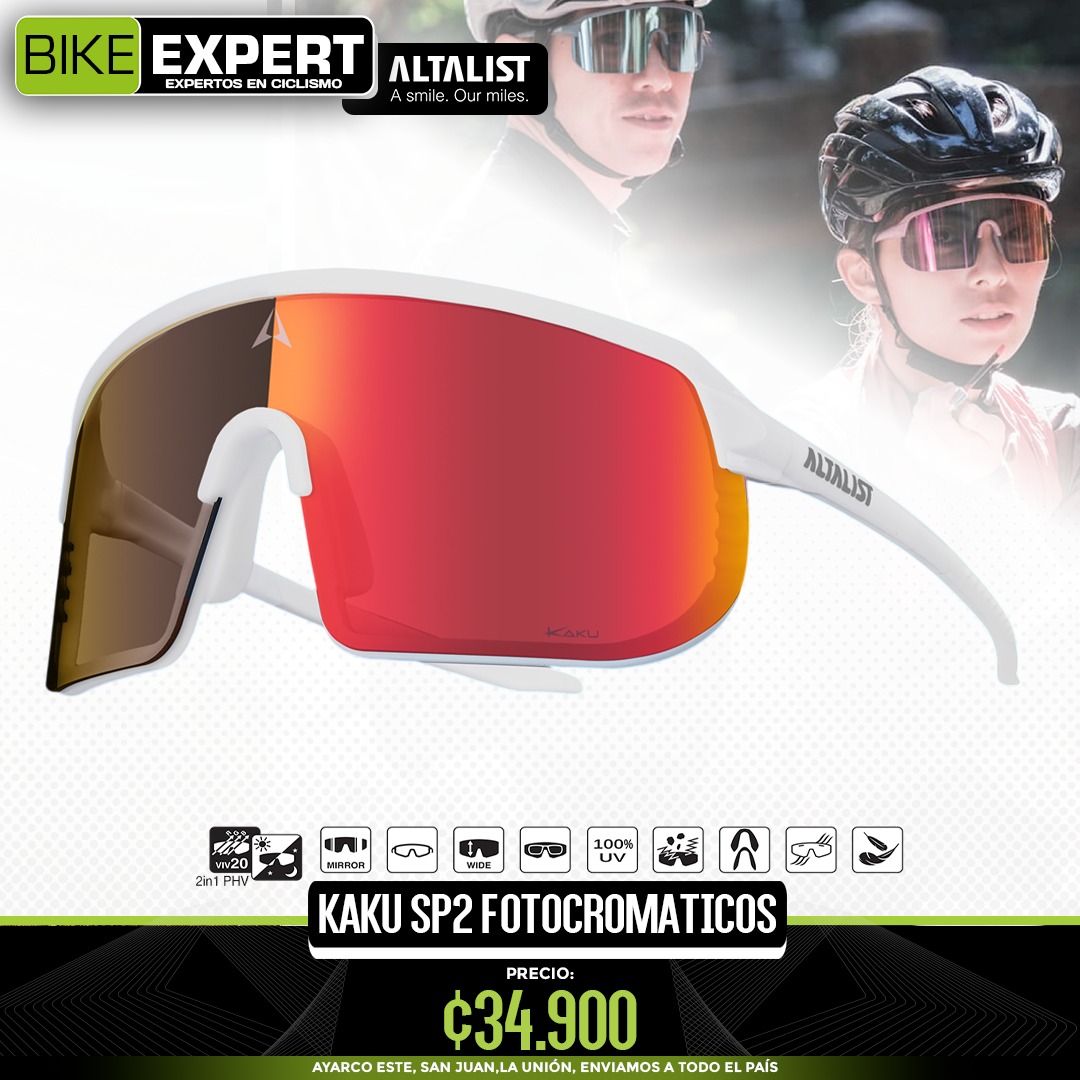 BIKE EXPERT
EXPERTOS EN CICLISMO
ALTALIST
A smile. Our miles.
ALTALIST
KAKU
VIV20
2in1 PHV
MIRROR
WIDE
100%
UV
KAKU SP2 FOTOCROMATICOS
PRECIO:
₡34.900
AYARCO ESTE, SAN JUAN,LA UNIÓN, ENVIAMOS A TODO EL PAÍS